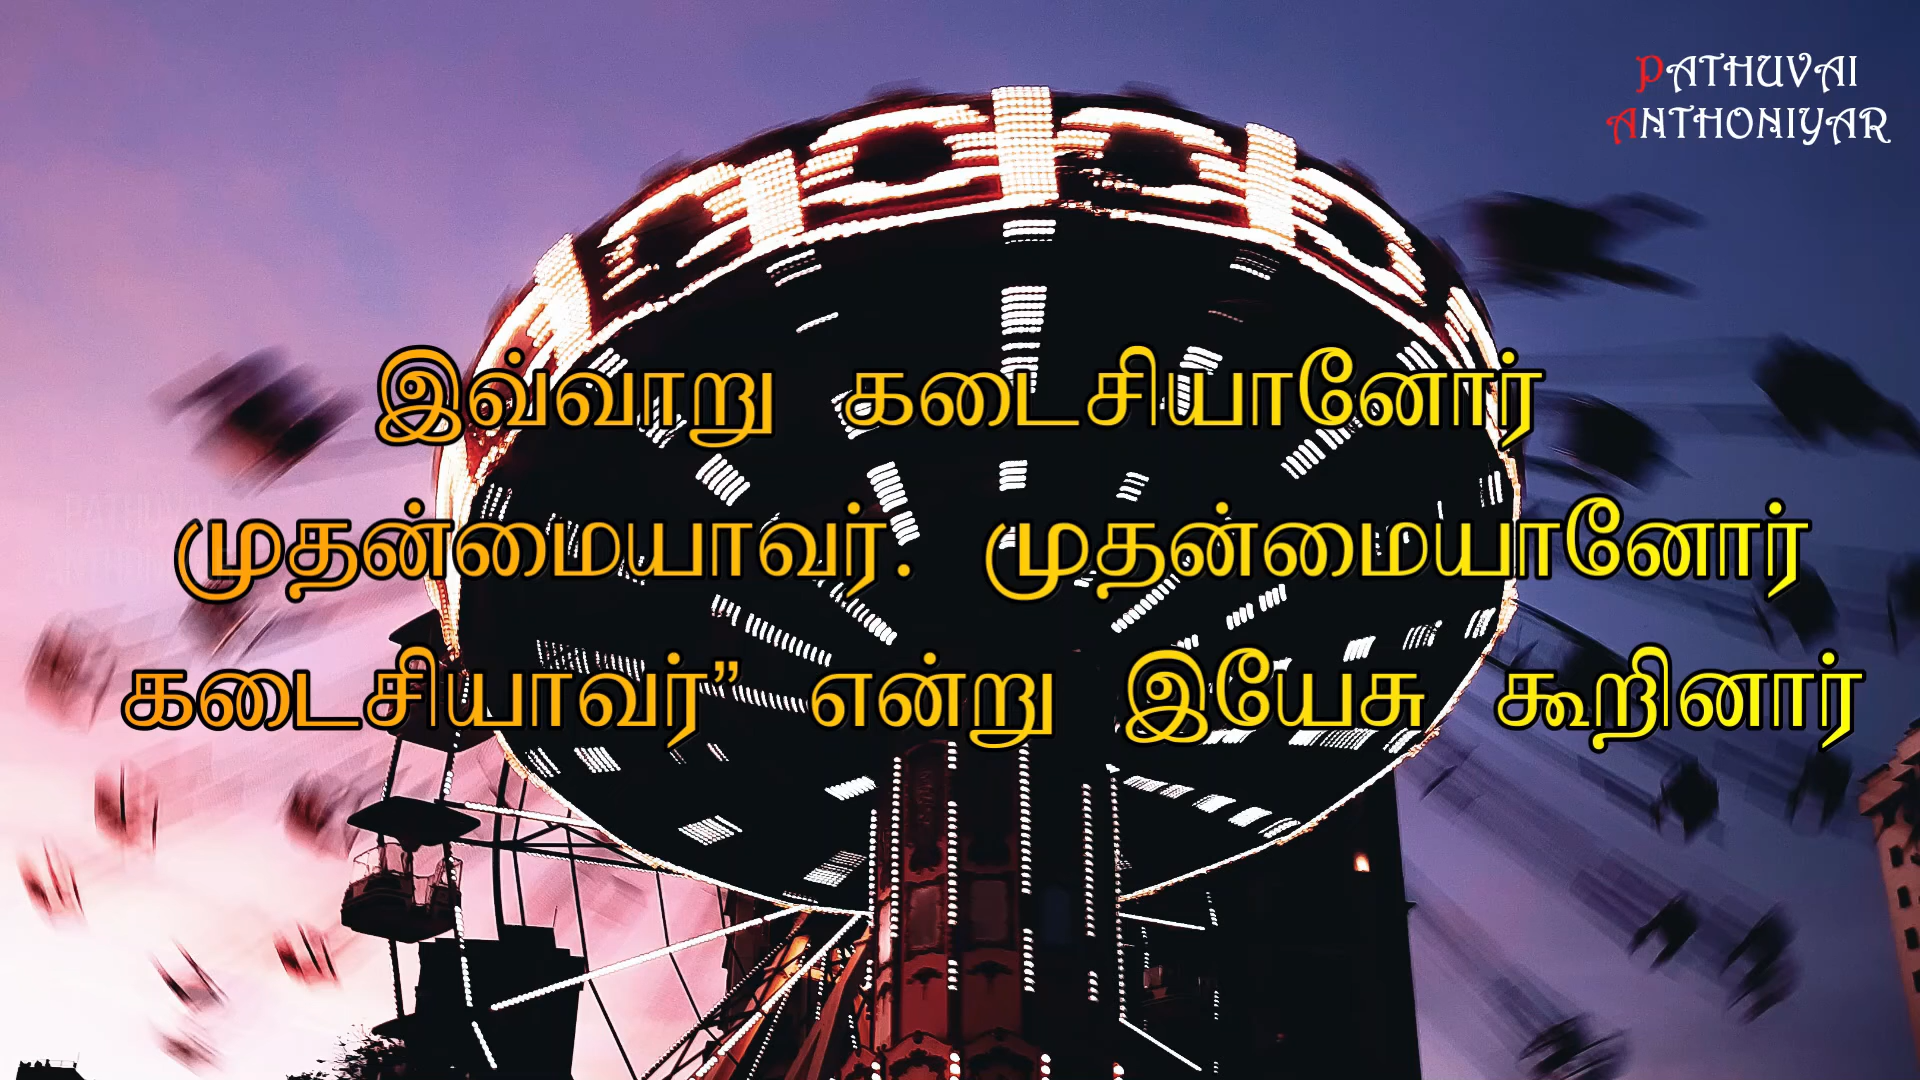 PATHUVAI
ANTHONIYAR
இவ்வாறு கடைசியானோர்
முதன்மையாவர். முதன்மையானோர்
கடைசியாவர்” என்று இயேசு கூறினார்